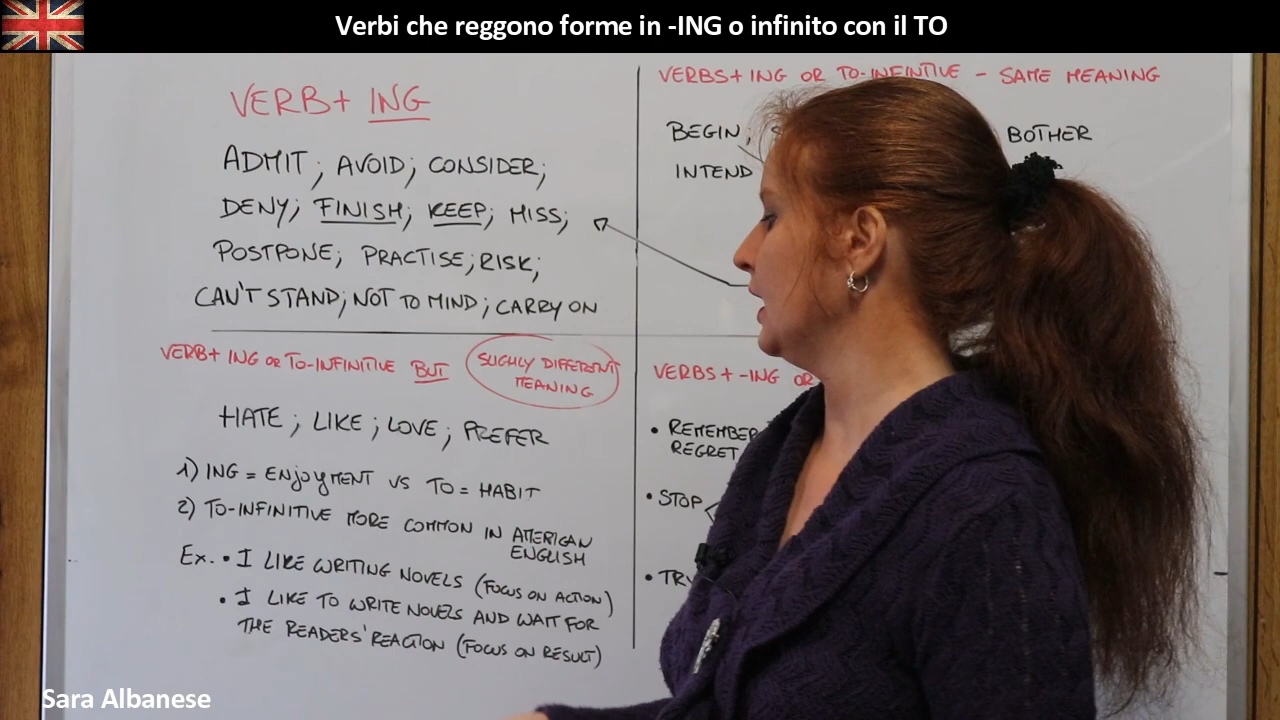 Verbi che reggono forme in -ING o infinito con il TO
VERB+ ING
ADMIT; AVOID; CONSIDER;
DENY; FINISH; KEEP; MISS;
POSTPONE; PRACTISE; RISK;
CAN'T STAND; NOT TO MIND; CARRY ON
VERBS+ ING OR TO-INFINITIVE - SAME MEANING
BEGIN; BOTHER
INTEND
VERB+ ING OR TO-INFINITIVE BUT SLIGHLY DIFFERENT
MEANING
HATE; LIKE; LOVE; PREFER
1) ING = ENJOYMENT VS TO = HABIT
2) TO-INFINITIVE MORE COMMON IN AMERICAN
ENGLISH
Ex. • I LIKE WRITING NOVELS (FOCUS ON ACTION)
• I LIKE TO WRITE NOVELS AND WAIT FOR
THE READERS' REACTION (FOCUS ON RESULT)
VERBS + -ING OR
• REMEMBER
REGRET
• STOP
• TRY
Sara Albanese